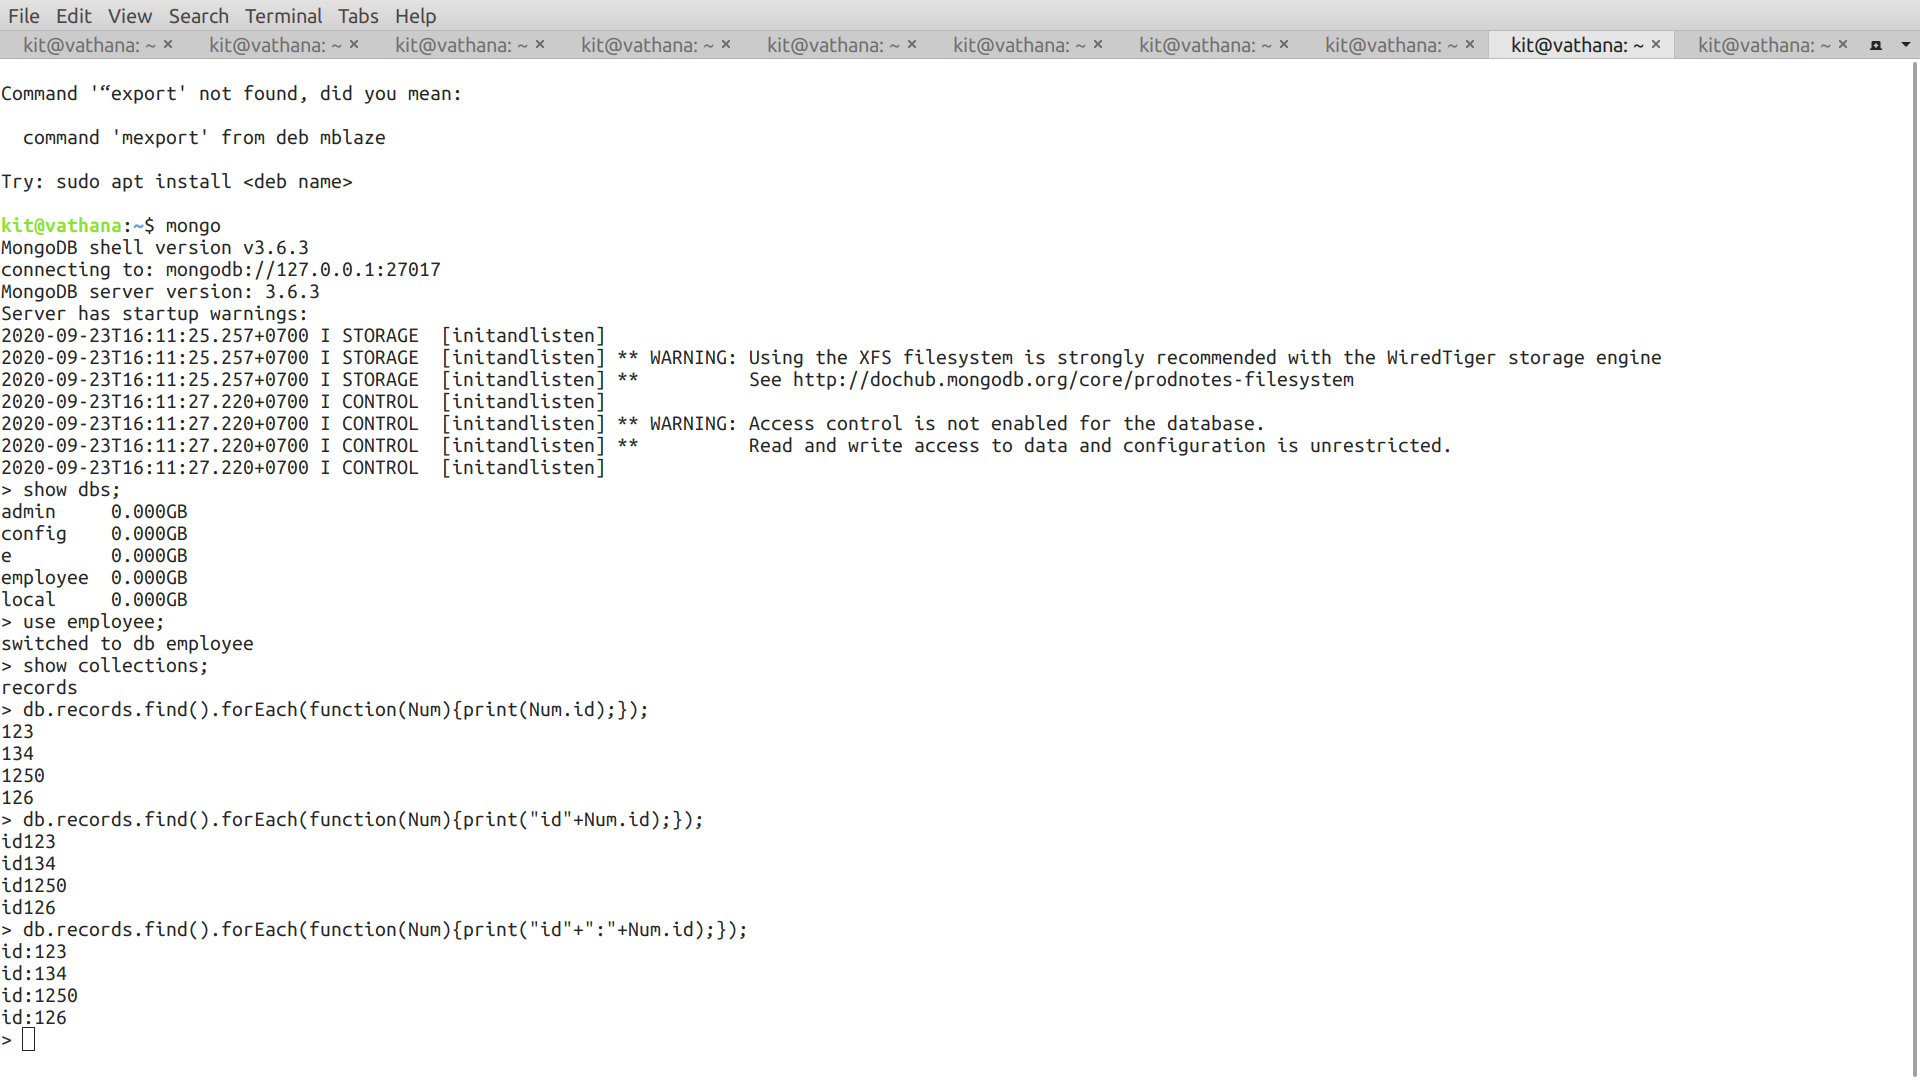 File Edit View Search Terminal Tabs Help
kit@vathana: ~ × kit@vathana: ~ × kit@vathana: ~ × kit@vathana: ~ × kit@vathana: ~ × kit@vathana: ~ × kit@vathana: ~ × kit@vathana: ~ × kit@vathana: ~ × kit@vathana: ~ ×
Command '“export' not found, did you mean:
command 'mexport' from deb mblaze
Try: sudo apt install <deb name>
kit@vathana:~$ mongo
MongoDB shell version v3.6.3
connecting to: mongodb://127.0.0.1:27017
MongoDB server version: 3.6.3
Server has startup warnings:
2020-09-23T16:11:25.257+0700 I STORAGE  [initandlisten]
2020-09-23T16:11:25.257+0700 I STORAGE  [initandlisten] ** WARNING: Using the XFS filesystem is strongly recommended with the WiredTiger storage engine
2020-09-23T16:11:25.257+0700 I STORAGE  [initandlisten] **          See http://dochub.mongodb.org/core/prodnotes-filesystem
2020-09-23T16:11:27.220+0700 I CONTROL  [initandlisten]
2020-09-23T16:11:27.220+0700 I CONTROL  [initandlisten] ** WARNING: Access control is not enabled for the database.
2020-09-23T16:11:27.220+0700 I CONTROL  [initandlisten] **          Read and write access to data and configuration is unrestricted.
2020-09-23T16:11:27.220+0700 I CONTROL  [initandlisten]
> show dbs;
admin     0.000GB
config    0.000GB
e         0.000GB
employee  0.000GB
local     0.000GB
> use employee;
switched to db employee
> show collections;
records
> db.records.find().forEach(function(Num){print(Num.id);});
123
134
1250
126
> db.records.find().forEach(function(Num){print("id"+Num.id);});
id123
id134
id1250
id126
> db.records.find().forEach(function(Num){print("id"+":"+Num.id);});
id:123
id:134
id:1250
id:126
>